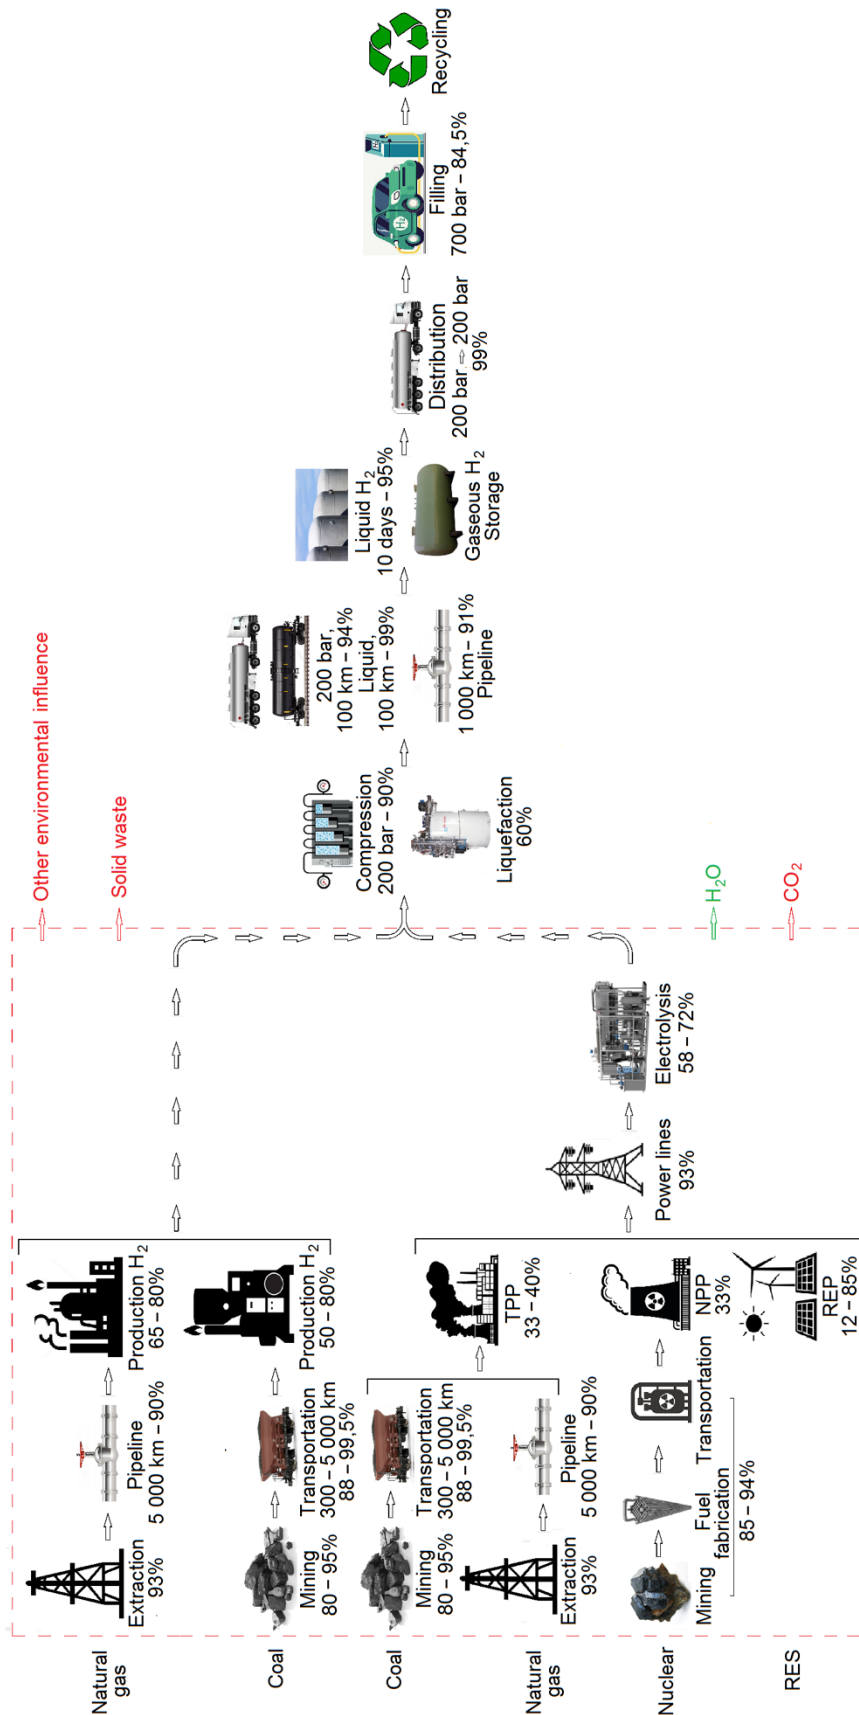 Natural
gas
Extraction
93%
Pipeline
5 000 km – 90%
Production H₂
65 – 80%
Coal
Mining
80 – 95%
Transportation
300 – 5 000 km
88 – 99,5%
Production H₂
50 – 80%
Coal
Mining
80 – 95%
Transportation
300 – 5 000 km
88 – 99,5%
TPP
33 – 40%
Natural
gas
Extraction
93%
Pipeline
5 000 km – 90%
Nuclear
Mining
Fuel
fabrication
Transportation
85 – 94%
NPP
33%
RES
REP
12 – 85%
Power lines
93%
Electrolysis
58 – 72%
Other environmental influence
Solid waste
H₂O
CO₂
Compression
200 bar – 90%
Liquefaction
60%
200 bar,
100 km – 94%
Liquid,
100 km – 99%
1 000 km – 91%
Pipeline
Liquid H₂
10 days – 95%
Gaseous H₂
Storage
Distribution
200 bar ⇨ 200 bar
99%
H₂
Filling
700 bar – 84,5%
Recycling